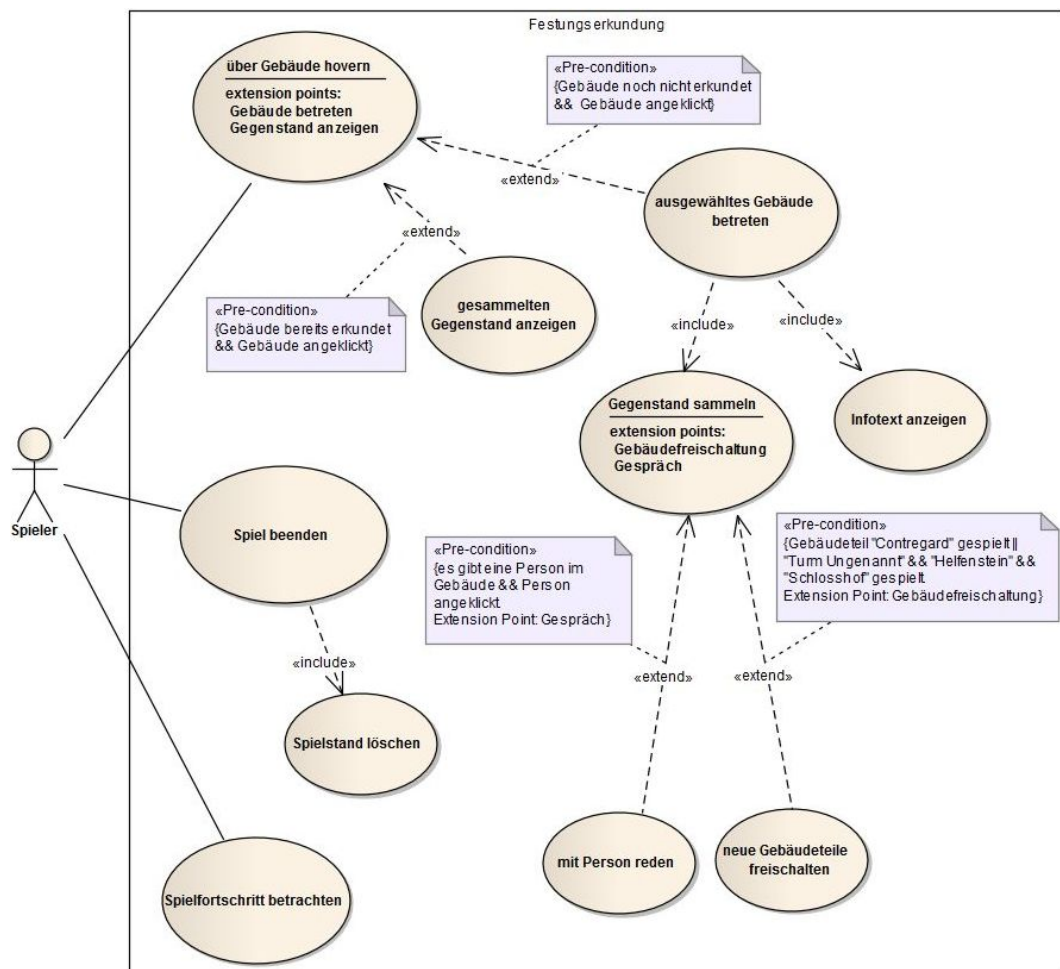 Festungserkundung
über Gebäude hovern
extension points:
Gebäude betreten
Gegenstand anzeigen
«Pre-condition»
{Gebäude noch nicht erkundet
&& Gebäude angeklickt}
«extend»
ausgewähltes Gebäude
betreten
«extend»
gesammelten
Gegenstand anzeigen
«Pre-condition»
{Gebäude bereits erkundet
&& Gebäude angeklickt}
«include»
«include»
Gegenstand sammeln
extension points:
Gebäudefreischaltung
Gespräch
Infotext anzeigen
Spieler
Spiel beenden
«Pre-condition»
{es gibt eine Person im
Gebäude && Person
angeklickt.
Extension Point: Gespräch}
«Pre-condition»
{Gebäudeteil "Contregard" gespielt ||
"Turm Ungenannt" && "Helfenstein" &&
"Schlosshof" gespielt.
Extension Point: Gebäudefreischaltung}
«include»
«extend»
«extend»
Spielstand löschen
mit Person reden
neue Gebäudeteile
freischalten
Spielfortschritt betrachten